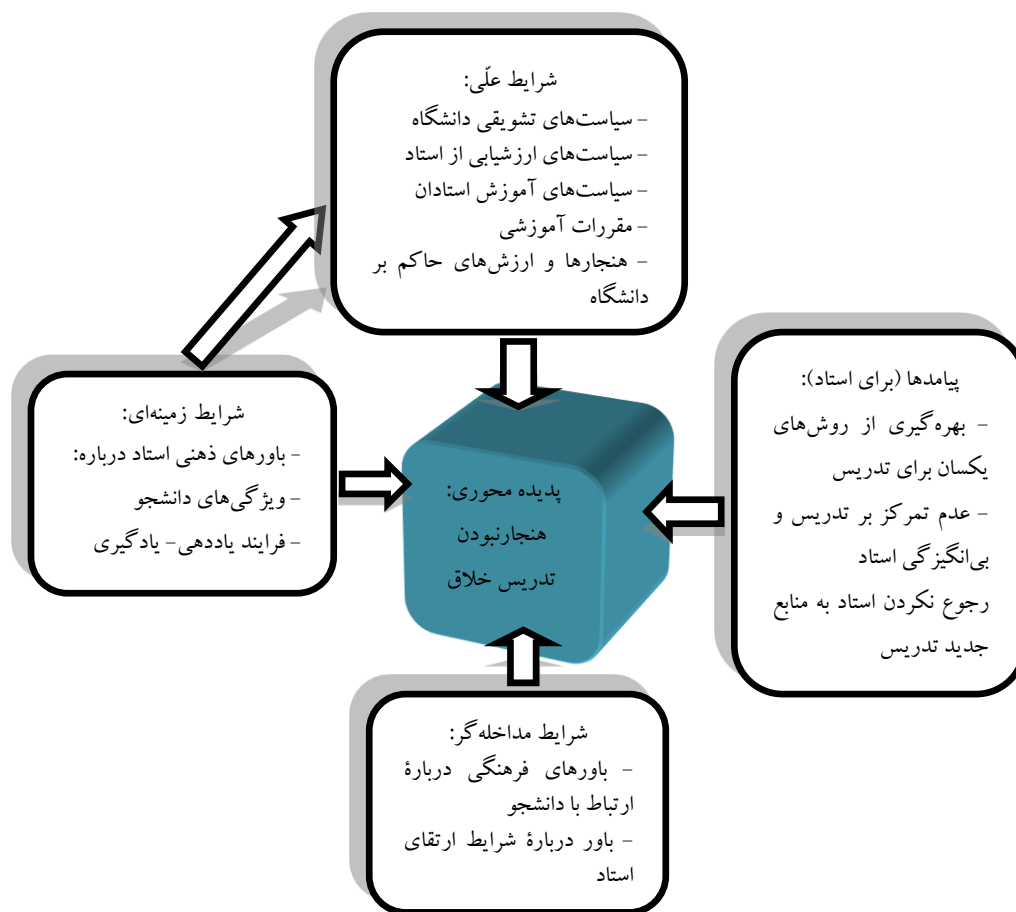 شرایط علّی:
- سیاست‌های تشویقی دانشگاه
- سیاست‌های ارزشیابی از استاد
- سیاست‌های آموزش استادان
- مقررات آموزشی
- هنجارها و ارزش‌های حاکم بر
دانشگاه
پیامدها (برای استاد):
- بهره‌گیری از روش‌های
یکسان برای تدریس
- عدم تمرکز بر تدریس و
بی‌انگیزگی استاد
رجوع نکردن استاد به منابع
جدید تدریس
پدیده محوری:
هنجارنبودن
تدریس خلاق
شرایط زمینه‌ای:
- باورهای ذهنی استاد درباره:
- ویژگی‌های دانشجو
- فرایند یاددهی- یادگیری
شرایط مداخله‌گر:
- باورهای فرهنگی دربارهٔ
ارتباط با دانشجو
- باور دربارهٔ شرایط ارتقای
استاد